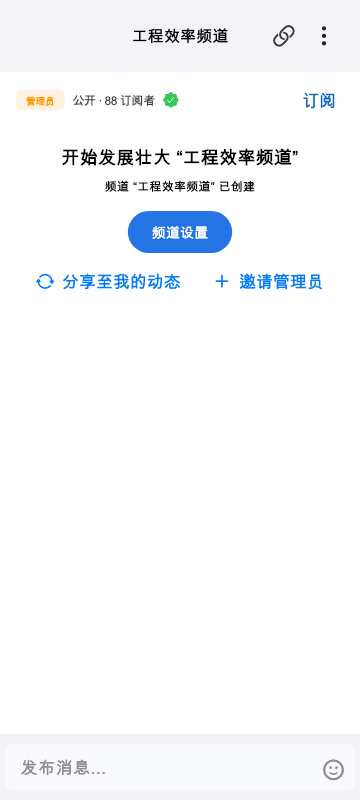 工程效率频道
管理员 公开 · 88 订阅者 订阅
开始发展壮大 “工程效率频道”
频道 “工程效率频道” 已创建
频道设置
分享至我的动态 邀请管理员
发布消息...